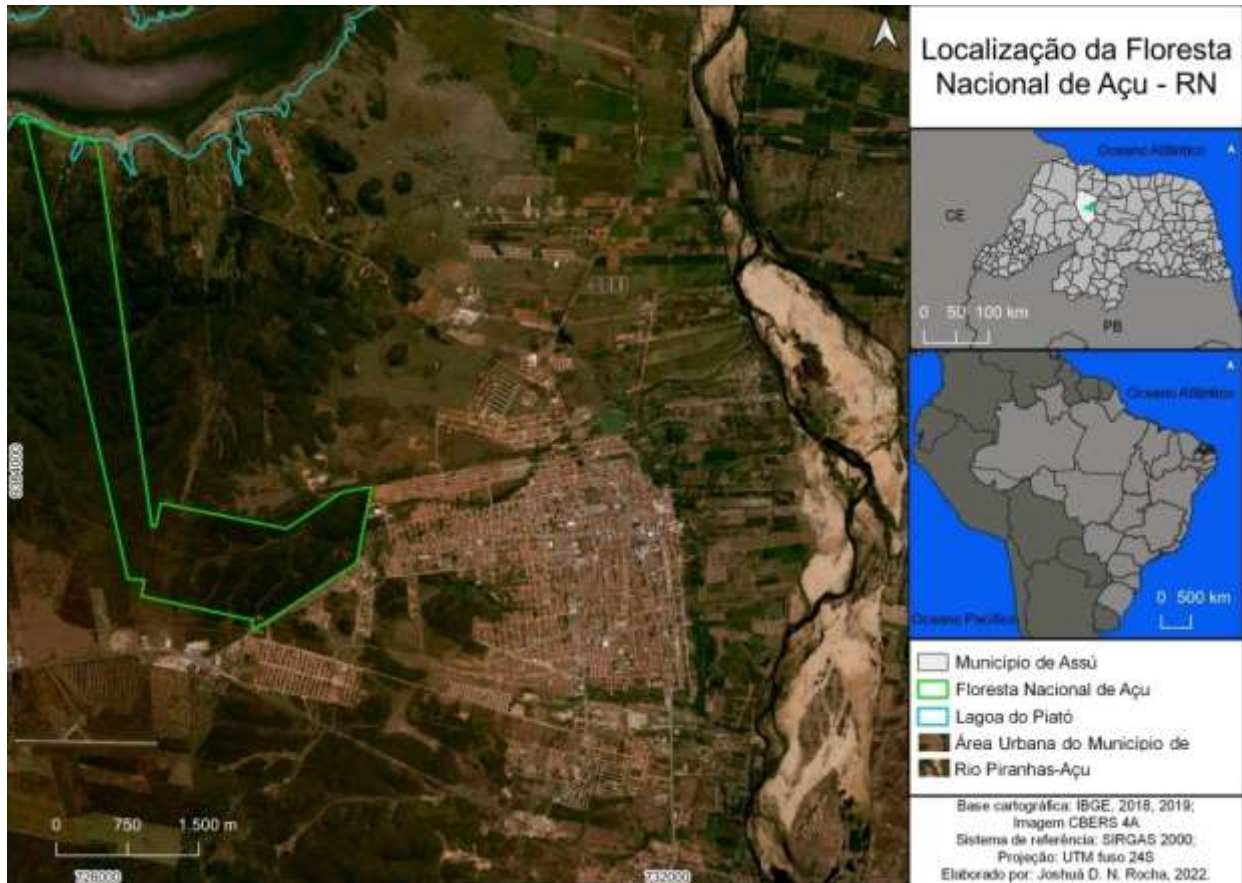 Localização da Floresta
Nacional de Açu - RN
Oceano Atlântico
CE
PB
0 50 100 km
Oceano Atlântico
Oceano Pacífico
0 500 km
Município de Assú
Floresta Nacional de Açu
Lagoa do Piató
Área Urbana do Município de
Rio Piranhas-Açu
Base cartográfica: IBGE, 2018, 2019;
Imagem CBERS 4A
Sistema de referência: SIRGAS 2000;
Projeção: UTM fuso 24S
Elaborado por: Joshuá D. N. Rocha, 2022.
0 750 1.500 m
728000
732000